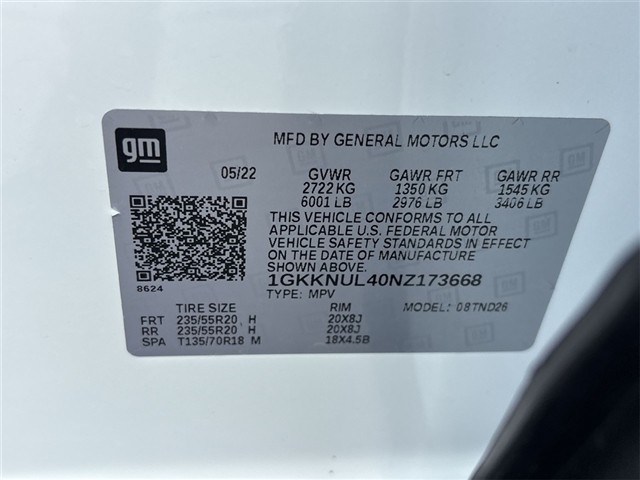 gm
MFD BY GENERAL MOTORS LLC
05/22 GVWR GAWR FRT GAWR RR
2722 KG 1350 KG 1545 KG
6001 LB 2976 LB 3406 LB
THIS VEHICLE CONFORMS TO ALL
APPLICABLE U.S. FEDERAL MOTOR
VEHICLE SAFETY STANDARDS IN EFFECT
ON THE DATE OF MANUFACTURE
SHOWN ABOVE.
8624
1GKKNUL40NZ173668
TYPE: MPV MODEL: 08TND26
TIRE SIZE RIM
FRT 235/55R20 H 20X8J
RR 235/55R20 H 20X8J
SPA T135/70R18 M 18X4.5B